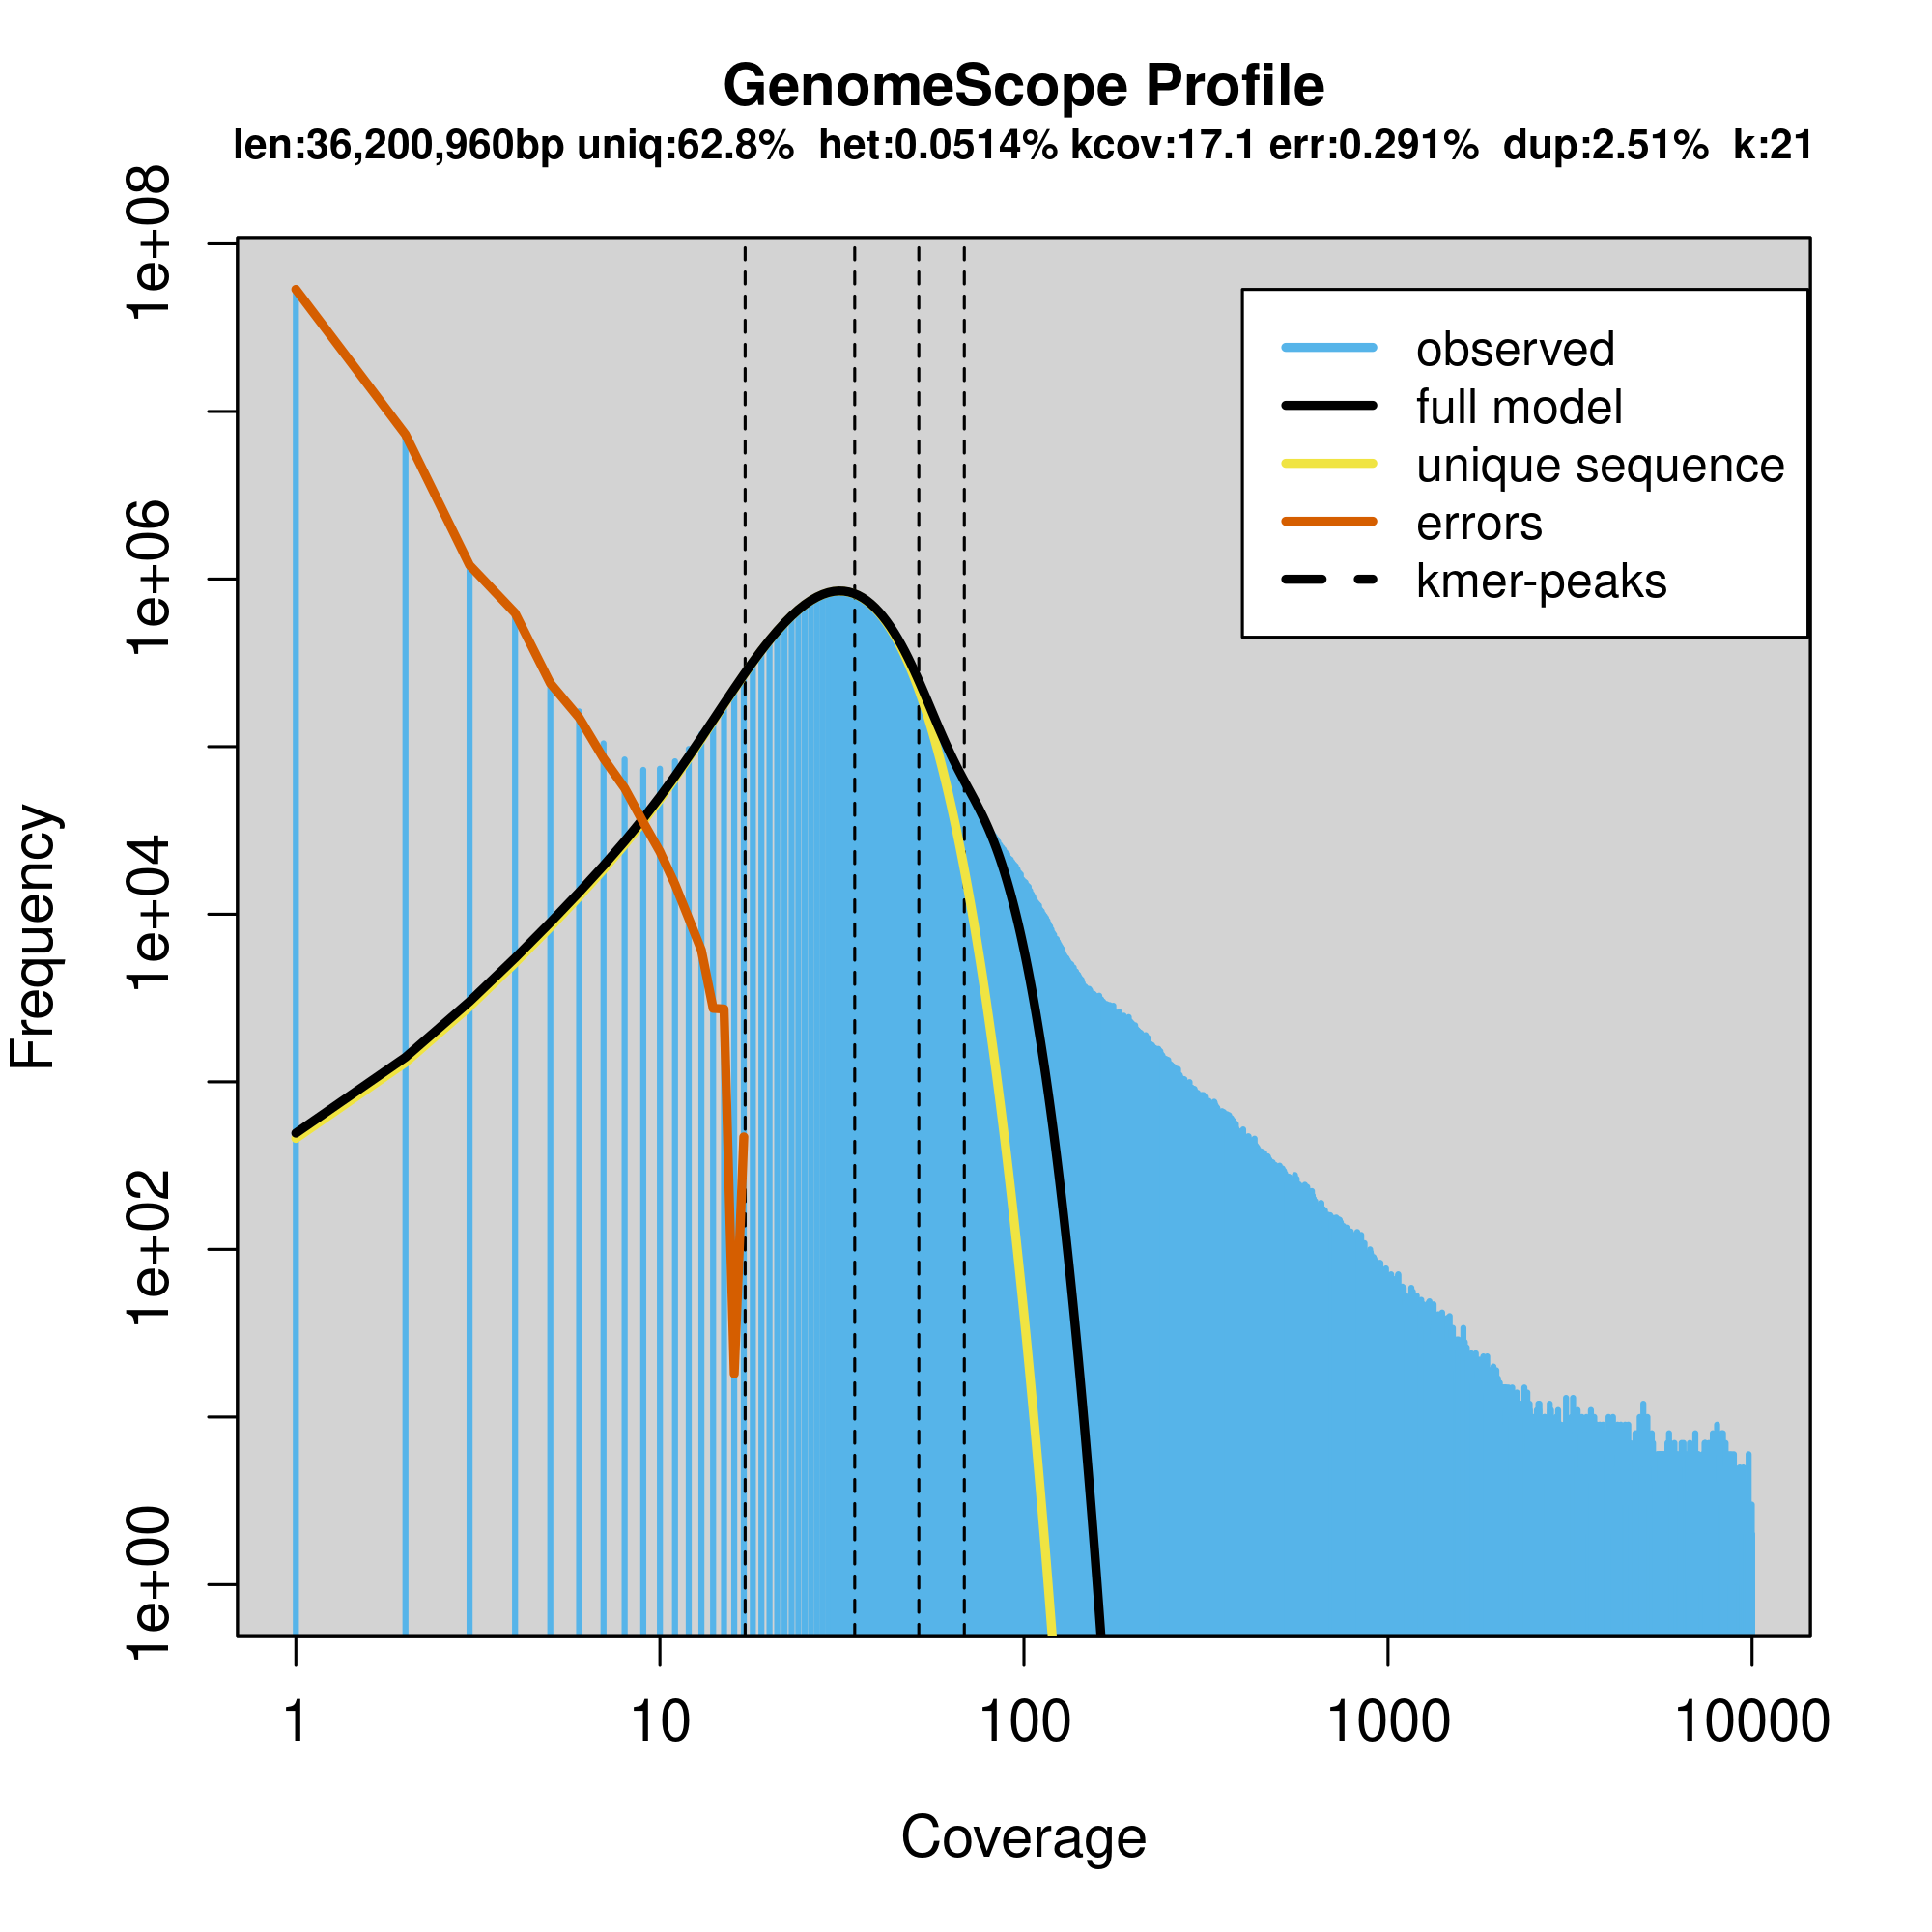 GenomeScope Profile
len:36,200,960bp uniq:62.8% het:0.0514% kcov:17.1 err:0.291% dup:2.51% k:21
1e+08
1e+06
1e+04
1e+02
1e+00
Frequency
observed
full model
unique sequence
errors
kmer-peaks
1 10 100 1000 10000
Coverage